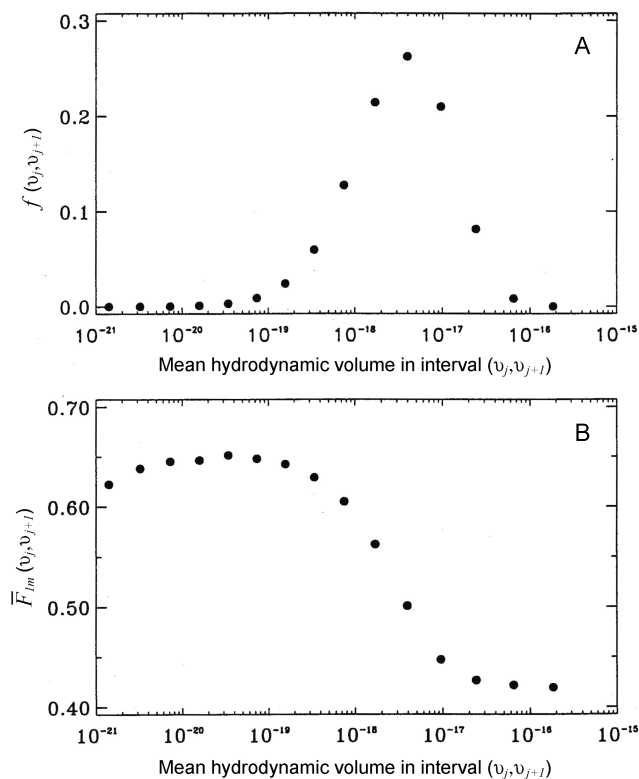 A
0.3
0.2
0.1
0.0
f (υj,υj+1)
10⁻²¹ 10⁻²⁰ 10⁻¹⁹ 10⁻¹⁸ 10⁻¹⁷ 10⁻¹⁶ 10⁻¹⁵
Mean hydrodynamic volume in interval (υj,υj+1)
B
0.70
0.60
0.50
0.40
F̿1m (υj,υj+1)
10⁻²¹ 10⁻²⁰ 10⁻¹⁹ 10⁻¹⁸ 10⁻¹⁷ 10⁻¹⁶ 10⁻¹⁵
Mean hydrodynamic volume in interval (υj,υj+1)